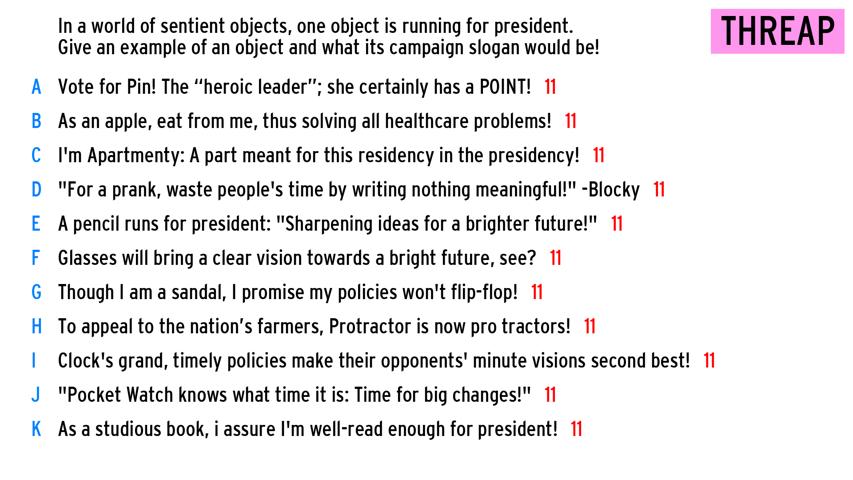 In a world of sentient objects, one object is running for president.
Give an example of an object and what its campaign slogan would be!
THREAP
A Vote for Pin! The “heroic leader”; she certainly has a POINT! 11
B As an apple, eat from me, thus solving all healthcare problems! 11
C I'm Apartmenty: A part meant for this residency in the presidency! 11
D "For a prank, waste people's time by writing nothing meaningful!" -Blocky 11
E A pencil runs for president: "Sharpening ideas for a brighter future!" 11
F Glasses will bring a clear vision towards a bright future, see? 11
G Though I am a sandal, I promise my policies won't flip-flop! 11
H To appeal to the nation’s farmers, Protractor is now pro tractors! 11
I Clock's grand, timely policies make their opponents' minute visions second best! 11
J "Pocket Watch knows what time it is: Time for big changes!" 11
K As a studious book, i assure I'm well-read enough for president! 11